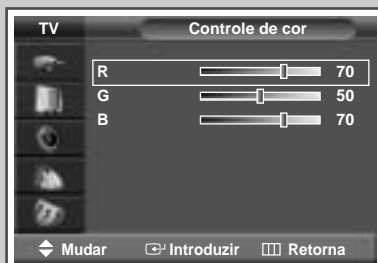 TV Controle de cor
R 70
G 50
B 70
Mudar Introduzir Retorna